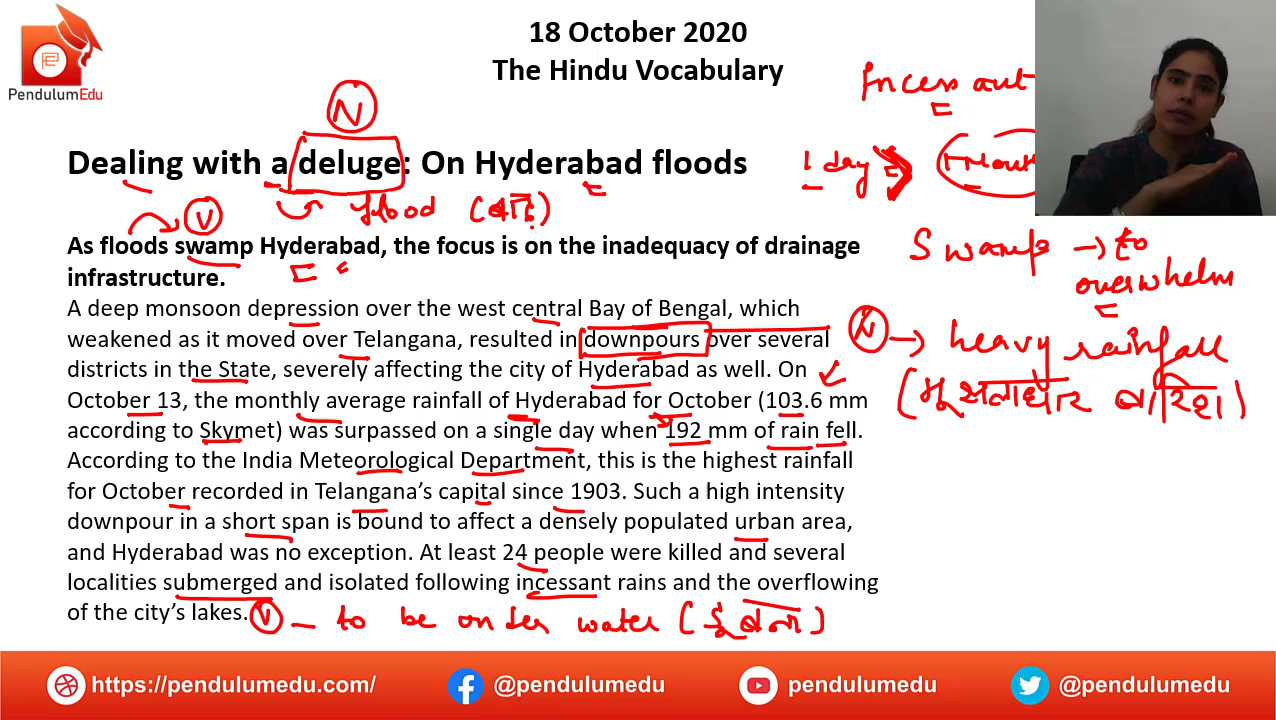 18 October 2020
The Hindu Vocabulary
PendulumEdu
Incessant
N
Dealing with a deluge: On Hyderabad floods
1 day
flood (बाढ़)
V
As floods swamp Hyderabad, the focus is on the inadequacy of drainage
infrastructure.
Swamp → to
overwhelm
A deep monsoon depression over the west central Bay of Bengal, which
weakened as it moved over Telangana, resulted in downpours over several
districts in the State, severely affecting the city of Hyderabad as well. On
October 13, the monthly average rainfall of Hyderabad for October (103.6 mm
according to Skymet) was surpassed on a single day when 192 mm of rain fell.
According to the India Meteorological Department, this is the highest rainfall
for October recorded in Telangana’s capital since 1903. Such a high intensity
downpour in a short span is bound to affect a densely populated urban area,
and Hyderabad was no exception. At least 24 people were killed and several
localities submerged and isolated following incessant rains and the overflowing
of the city’s lakes.
N → heavy rainfall
(मूसलाधार बारिश)
V – to be under water (डूबना)
https://pendulumedu.com/
@pendulumedu
pendulumedu
@pendulumedu